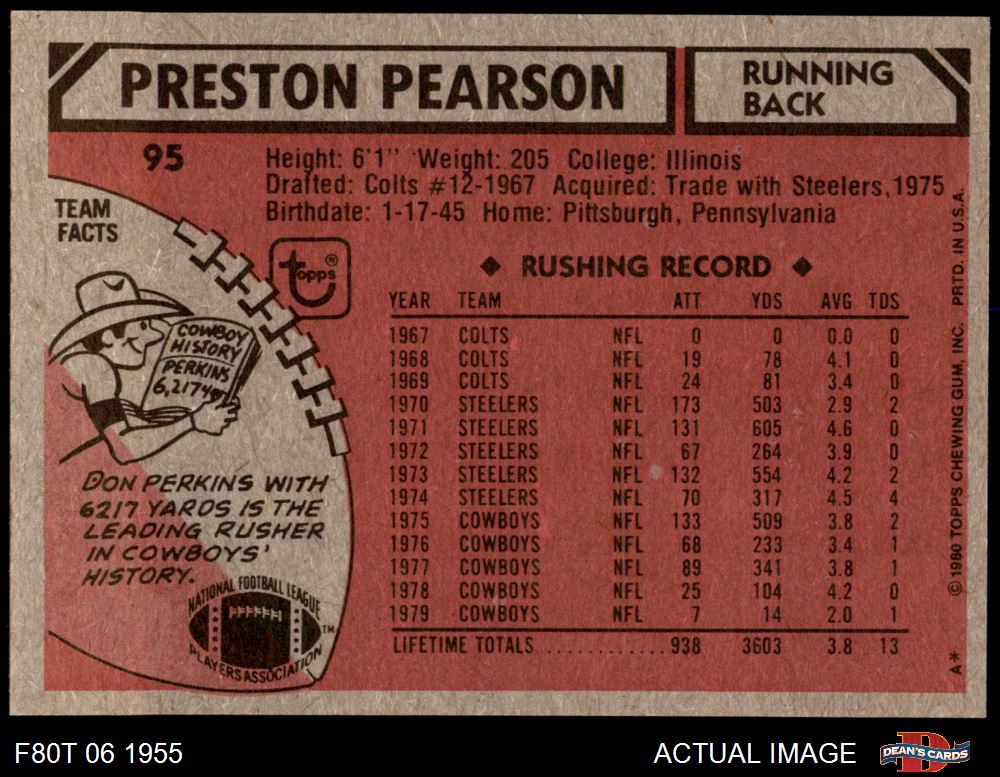 PRESTON PEARSON
RUNNING
BACK
95
Height: 6'1" Weight: 205 College: Illinois
Drafted: Colts #12-1967 Acquired: Trade with Steelers, 1975
Birthdate: 1-17-45 Home: Pittsburgh, Pennsylvania
TEAM
FACTS
topps®
COWBOY
HISTORY
PERKINS
6,217 YD
DON PERKINS WITH
6217 YARDS IS THE
LEADING RUSHER
IN COWBOYS'
HISTORY.
NATIONAL FOOTBALL LEAGUE
PLAYERS ASSOCIATION
TM
◆ RUSHING RECORD ◆
YEAR TEAM ATT YDS AVG TDS
1967 COLTS NFL 0 0 0.0 0
1968 COLTS NFL 19 78 4.1 0
1969 COLTS NFL 24 81 3.4 0
1970 STEELERS NFL 173 503 2.9 2
1971 STEELERS NFL 131 605 4.6 0
1972 STEELERS NFL 67 264 3.9 0
1973 STEELERS NFL 132 554 4.2 2
1974 STEELERS NFL 70 317 4.5 4
1975 COWBOYS NFL 133 509 3.8 2
1976 COWBOYS NFL 68 233 3.4 1
1977 COWBOYS NFL 89 341 3.8 1
1978 COWBOYS NFL 25 104 4.2 0
1979 COWBOYS NFL 7 14 2.0 1
LIFETIME TOTALS ............. 938 3603 3.8 13
A* © 1980 TOPPS CHEWING GUM, INC. PRTD. IN U.S.A.
F80T 06 1955
ACTUAL IMAGE
DEAN'S CARDS